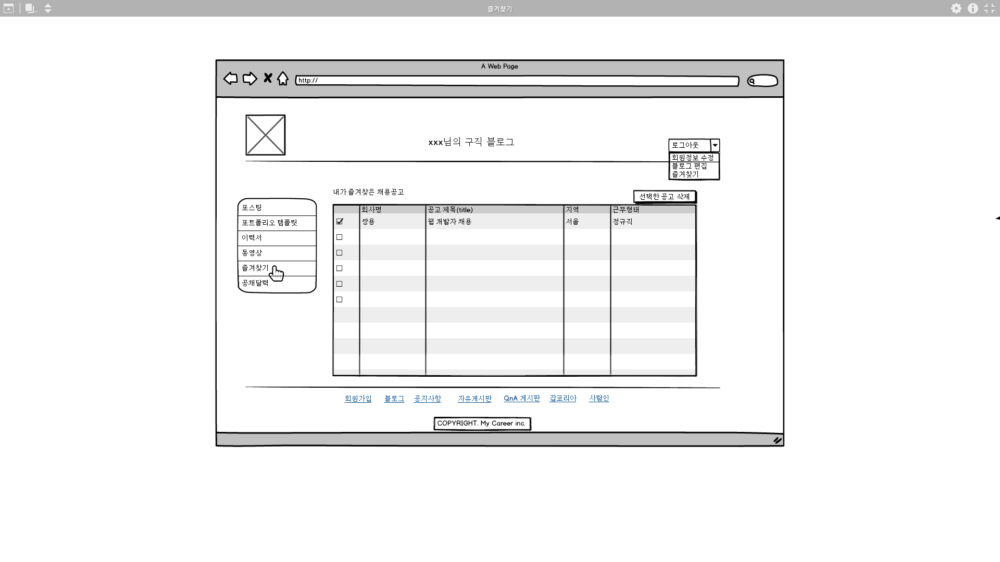 즐겨찾기
A Web Page
http://
xxx님의 구직 블로그
로그아웃
회원정보 수정
블로그 편집
즐겨찾기
내가 즐겨찾은 채용공고
선택한 공고 삭제
포스팅
포트폴리오 템플릿
이력서
동영상
즐겨찾기
공채달력
회사명 공고 제목(title) 지역 근무형태
쌍용 웹 개발자 채용 서울 정규직
회원가입 블로그 공지사항 자유게시판 QnA 게시판 잡코리아 사람인
COPYRIGHT. My Career inc.